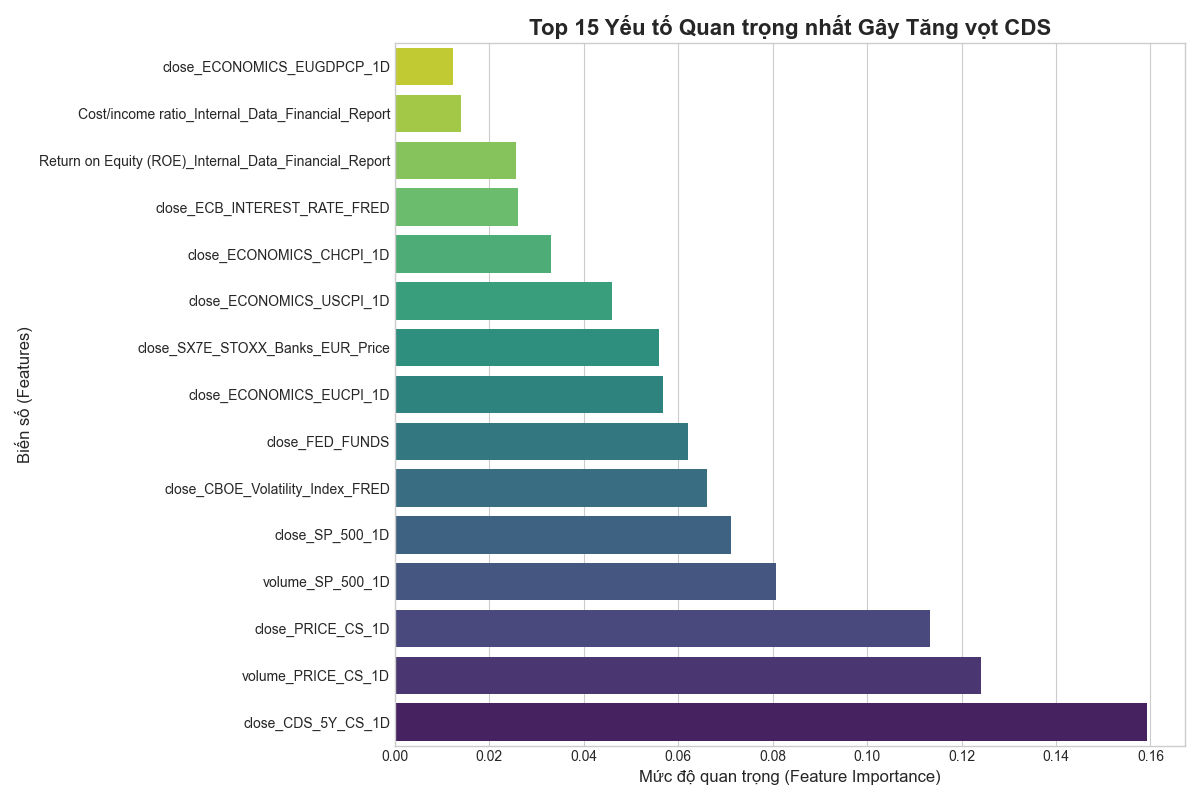 Top 15 Yếu tố Quan trọng nhất Gây Tăng vọt CDS
Biến số (Features)
close_ECONOMICS_EUGDPCP_1D
Cost/income ratio_Internal_Data_Financial_Report
Return on Equity (ROE)_Internal_Data_Financial_Report
close_ECB_INTEREST_RATE_FRED
close_ECONOMICS_CHCPI_1D
close_ECONOMICS_USCPI_1D
close_SX7E_STOXX_Banks_EUR_Price
close_ECONOMICS_EUCPI_1D
close_FED_FUNDS
close_CBOE_Volatility_Index_FRED
close_SP_500_1D
volume_SP_500_1D
close_PRICE_CS_1D
volume_PRICE_CS_1D
close_CDS_5Y_CS_1D
0.00 0.02 0.04 0.06 0.08 0.10 0.12 0.14 0.16
Mức độ quan trọng (Feature Importance)